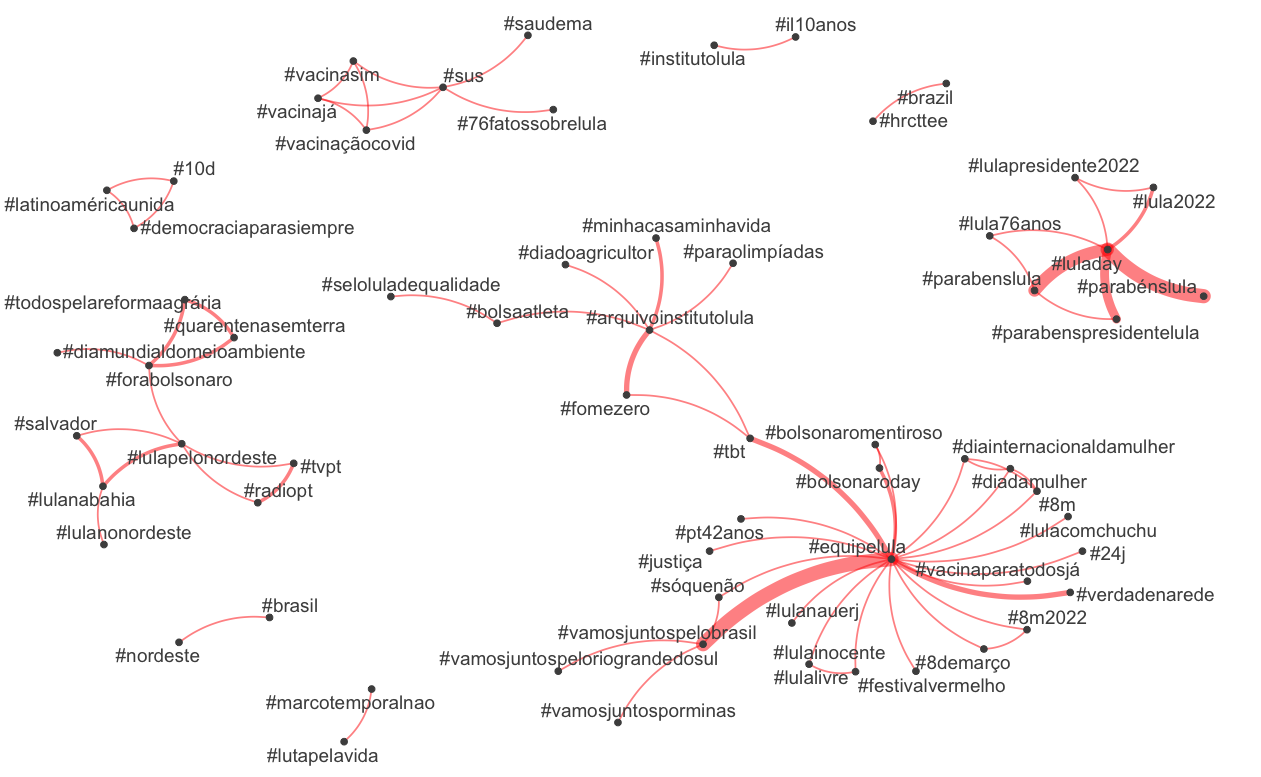 #saudema
#il10anos
#institutolula
#vacinasim
#sus
#vacinajá
#brazil
#hrcttee
#76fatossobrelula
#vacinaçãocovid
#10d
#lulapresidente2022
#latinoaméricaunida
#lula2022
#democraciaparasiempre
#minhacasaminhavida
#lula76anos
#diadoagricultor
#paraolimpíadas
#luladay
#parabenslula
#parabénslula
#seloluladequalidade
#todospelareformaagrária
#bolsaatleta
#arquivoinstitutolula
#quarentenasemterra
#parabenspresidentelula
#diamundialdomeioambiente
#forabolsonaro
#fomezero
#salvador
#bolsonaromentiroso
#tbt
#diainternacionaldamulher
#lulapelonordeste
#tvpt
#bolsonaroday
#diadamulher
#radiopt
#lulanabahia
#8m
#lulanonordeste
#pt42anos
#lulacomchuchu
#equipelula
#24j
#justiça
#vacinaparatodosjá
#sóquenão
#verdadenarede
#brasil
#lulanauerj
#8m2022
#vamosjuntospelobrasil
#nordeste
#vamosjuntospeloriograndedosul
#lulainocente
#8demarço
#lulalivre
#festivalvermelho
#marcotemporalnao
#vamosjuntosporminas
#lutapelavida